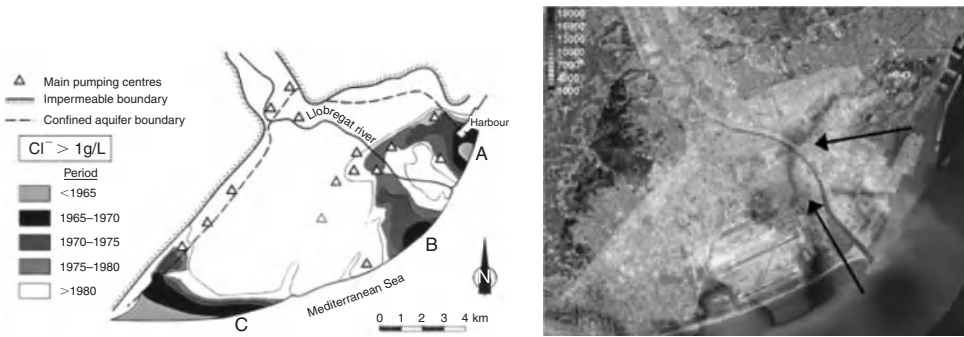 Main pumping centres
Impermeable boundary
Confined aquifer boundary
Cl⁻ > 1g/L
Period
<1965
1965–1970
1970–1975
1975–1980
>1980
Llobregat river
Harbour
A
B
C
Mediterranean Sea
N
0 1 2 3 4 km